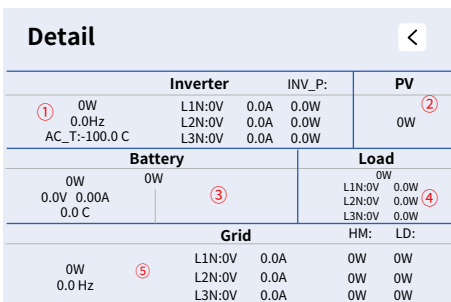 Detail
Inverter INV_P: PV
① 0W L1N:0V 0.0A 0.0W ②
0.0Hz L2N:0V 0.0A 0.0W 0W
AC_T:-100.0 C L3N:0V 0.0A 0.0W
Battery Load
0W 0W ③ 0W
0.0V 0.00A L1N:0V 0.0W
0.0 C L2N:0V 0.0W ④
L3N:0V 0.0W
Grid HM: LD:
0W ⑤ L1N:0V 0.0A 0W 0W
0.0 Hz L2N:0V 0.0A 0W 0W
L3N:0V 0.0A 0W 0W